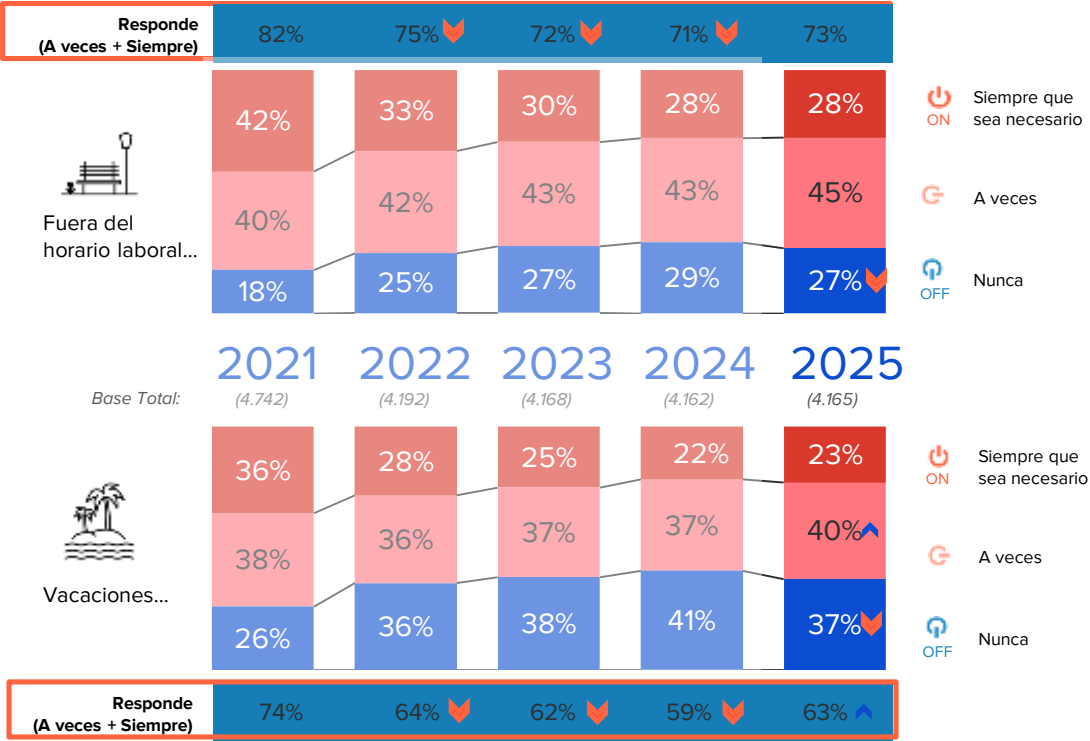 Responde
(A veces + Siempre)
82% 75% 72% 71% 73%
42% 33% 30% 28% 28%
40% 42% 43% 43% 45%
18% 25% 27% 29% 27%
Fuera del
horario laboral...
ON
Siempre que
sea necesario
A veces
OFF
Nunca
2021 2022 2023 2024 2025
Base Total: (4.742) (4.192) (4.168) (4.162) (4.165)
36% 28% 25% 22% 23%
38% 36% 37% 37% 40%
26% 36% 38% 41% 37%
Vacaciones...
ON
Siempre que
sea necesario
A veces
OFF
Nunca
Responde
(A veces + Siempre)
74% 64% 62% 59% 63%